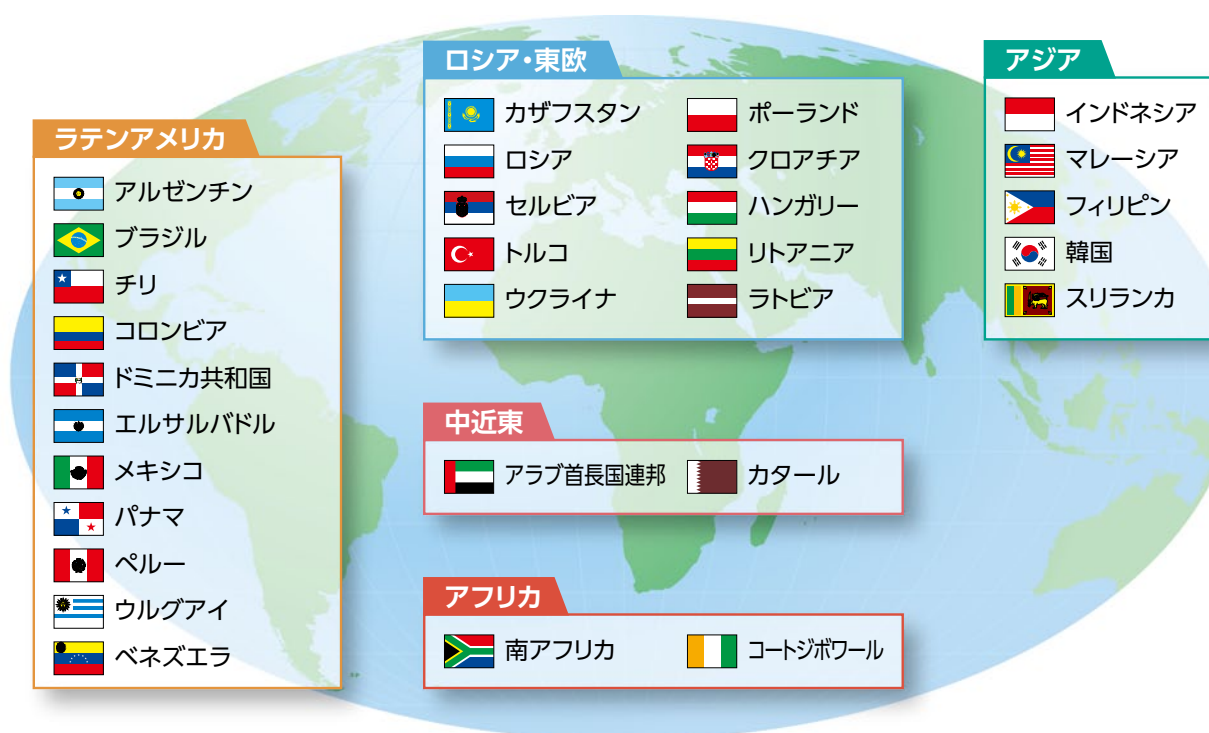 ラテンアメリカ
アルゼンチン
ブラジル
チリ
コロンビア
ドミニカ共和国
エルサルバドル
メキシコ
パナマ
ペルー
ウルグアイ
ベネズエラ
ロシア・東欧
カザフスタン
ロシア
セルビア
トルコ
ウクライナ
ポーランド
クロアチア
ハンガリー
リトアニア
ラトビア
中近東
アラブ首長国連邦
カタール
アフリカ
南アフリカ
コートジボワール
アジア
インドネシア
マレーシア
フィリピン
韓国
スリランカ